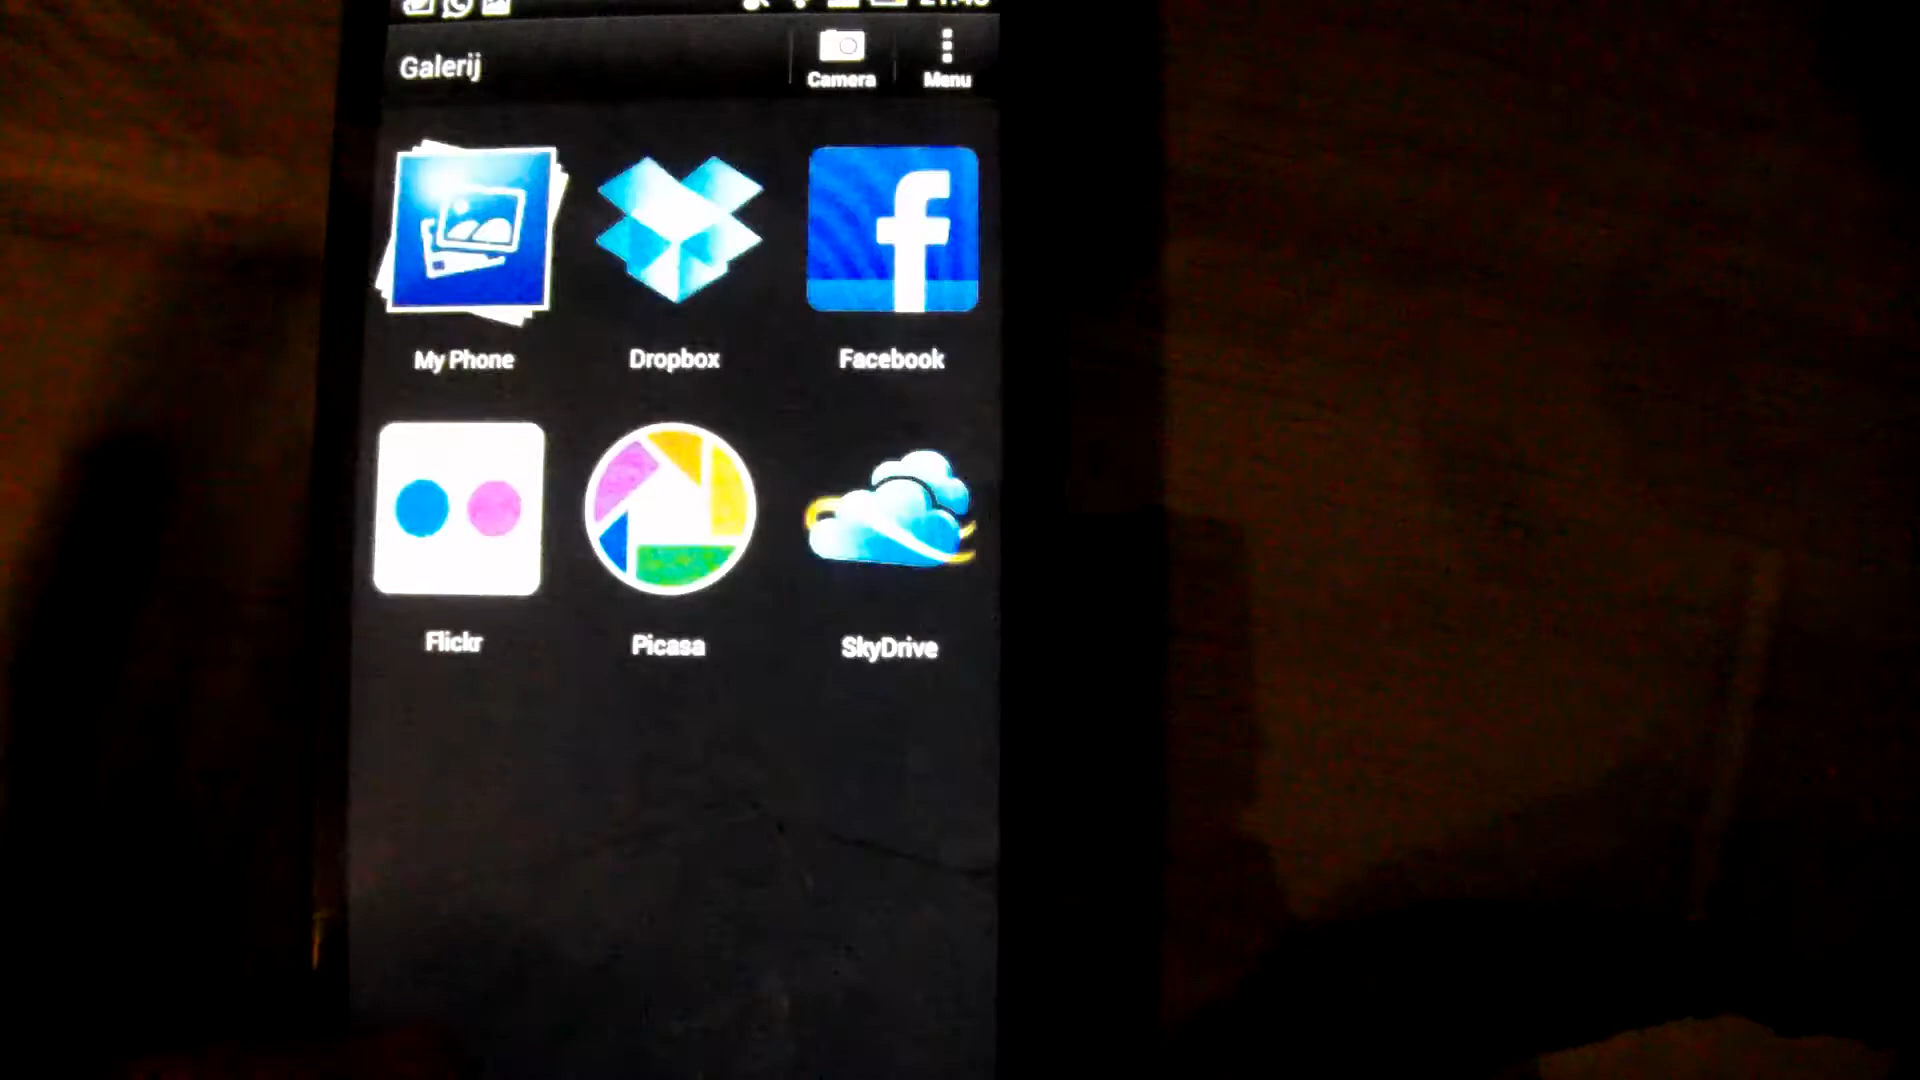 Galerij
Camera
Menu
My Phone
Dropbox
Facebook
Flickr
Picasa
SkyDrive